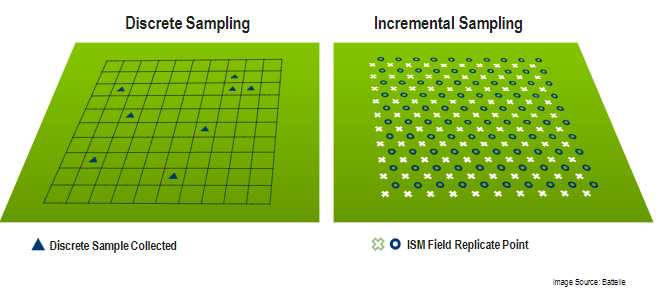 Discrete Sampling
Incremental Sampling
Discrete Sample Collected
ISM Field Replicate Point
Image Source: Battelle